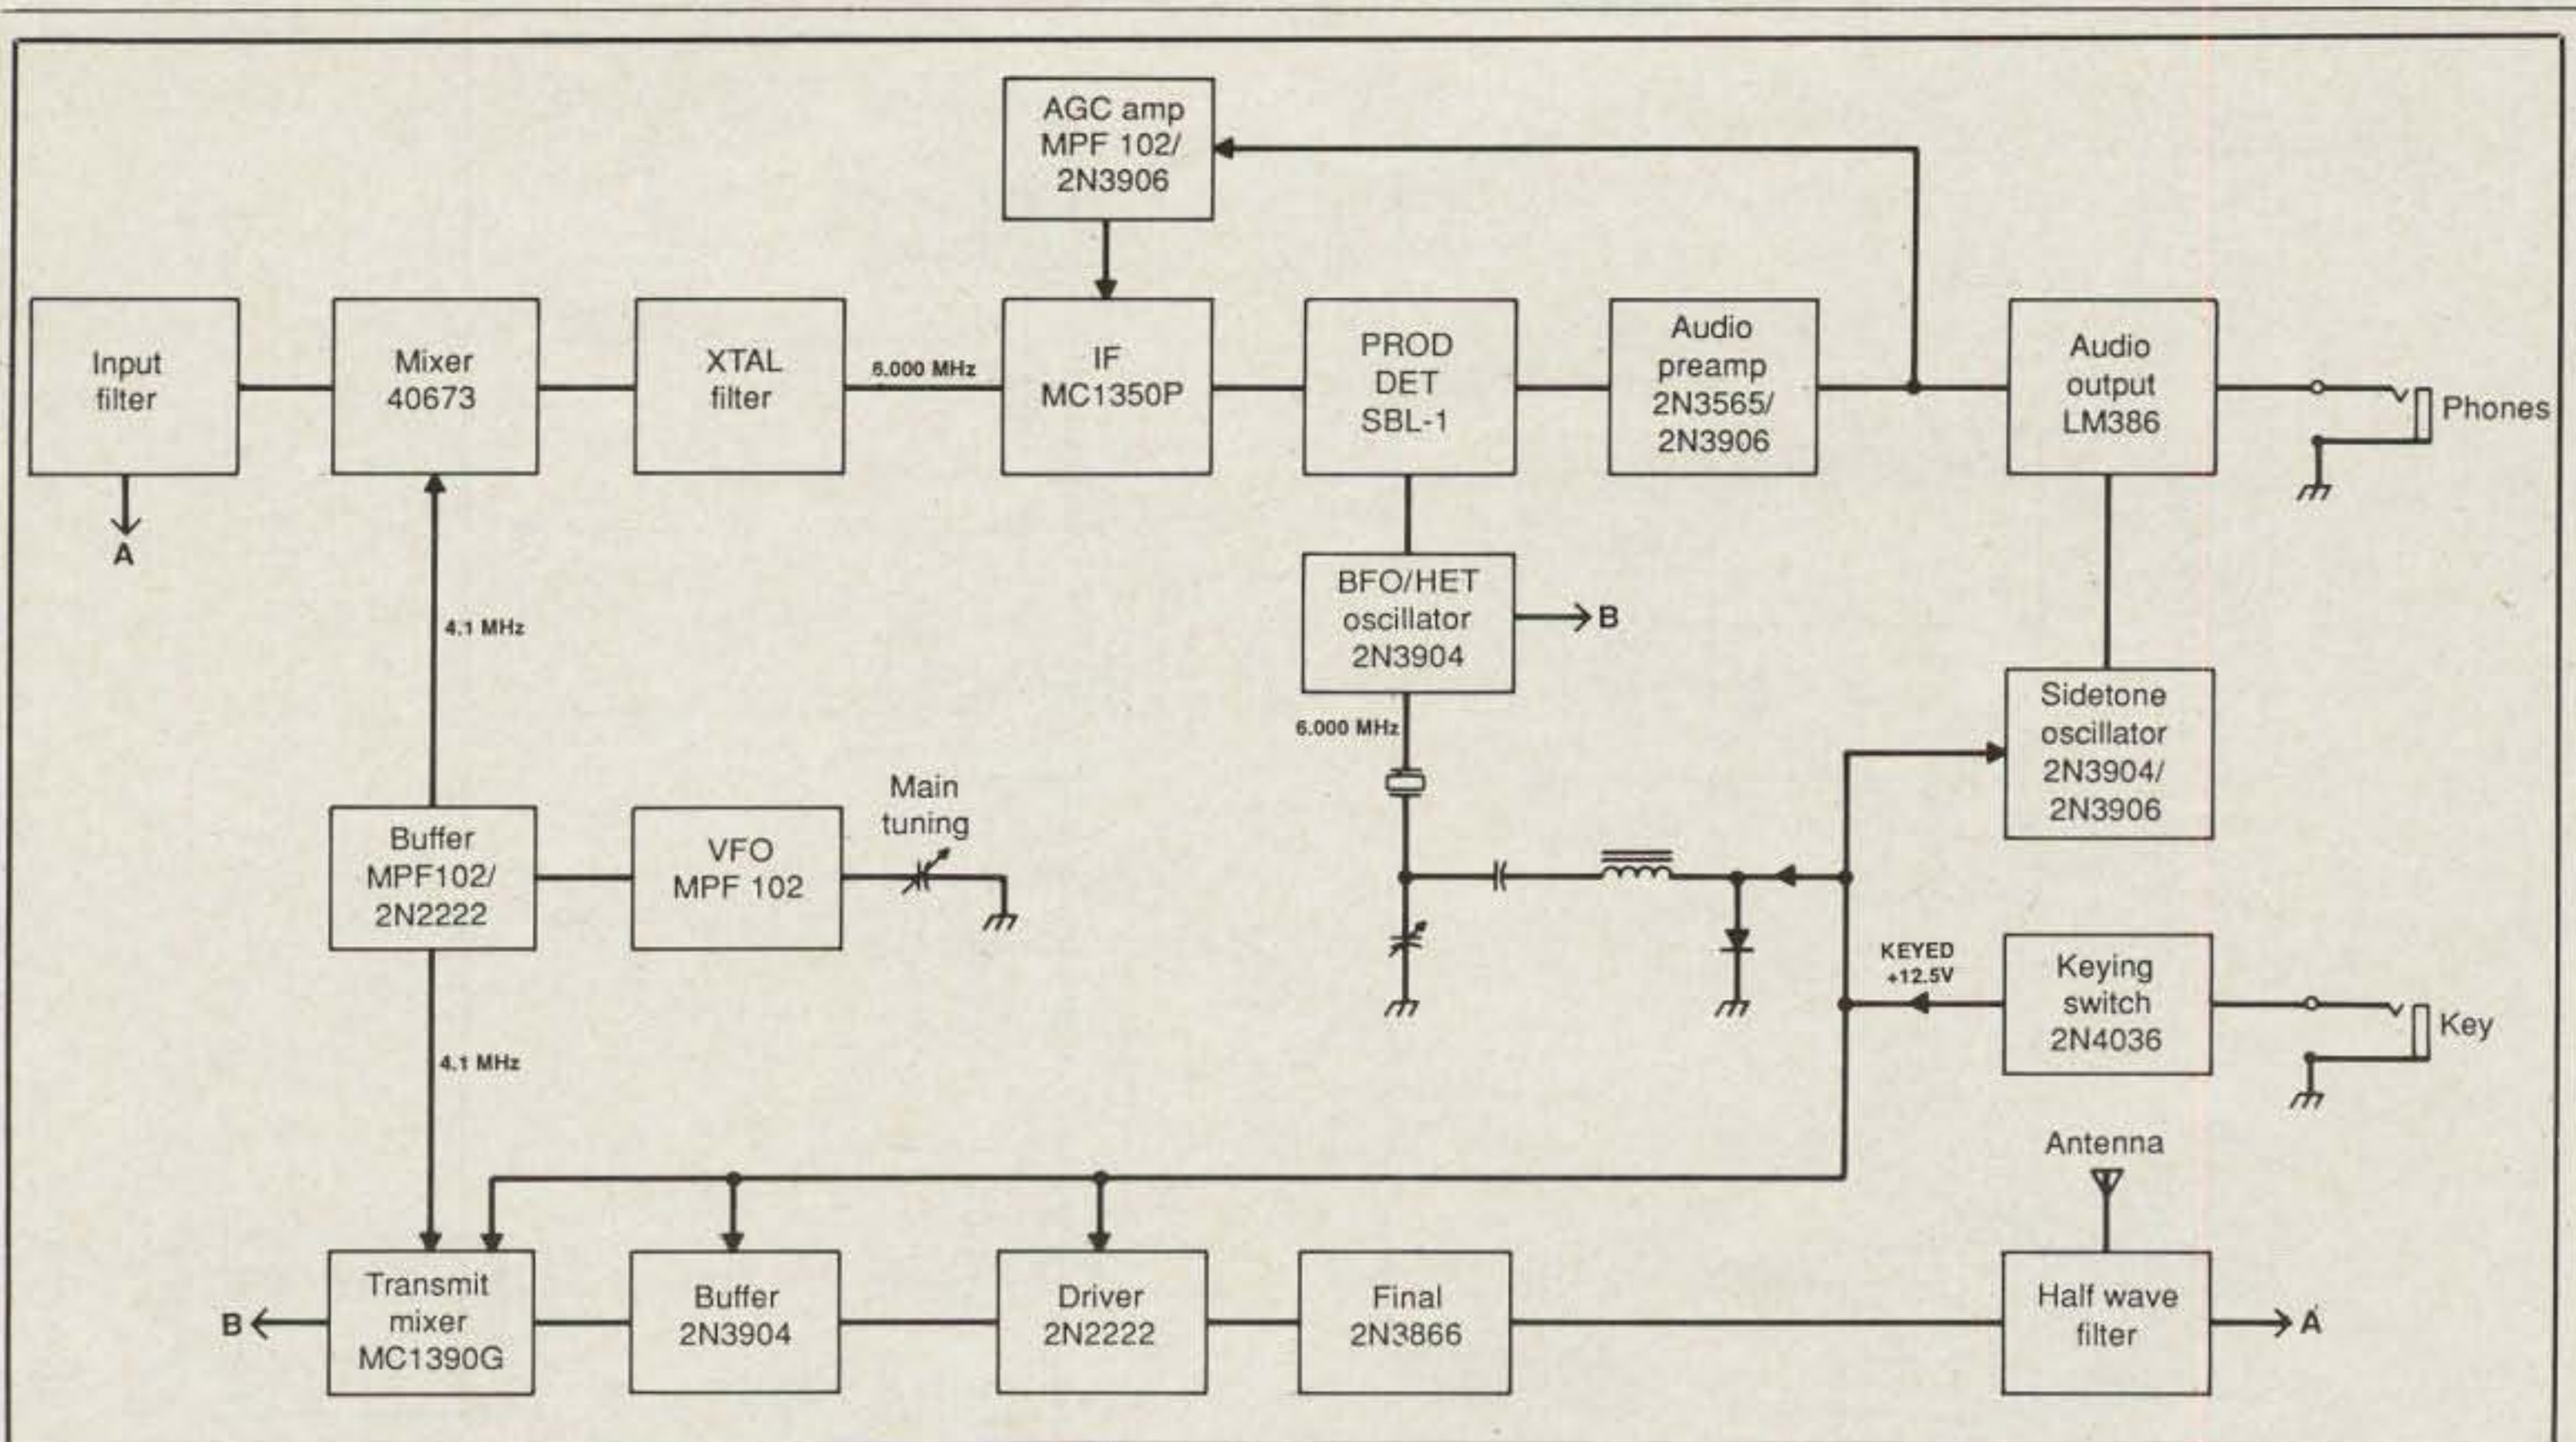 AGC amp
MPF 102/
2N3906
Input
filter
Mixer
40673
XTAL
filter
6.000 MHz
IF
MC1350P
PROD
DET
SBL-1
Audio
preamp
2N3565/
2N3906
Audio
output
LM386
Phones
A
4.1 MHz
BFO/HET
oscillator
2N3904
B
6.000 MHz
Sidetone
oscillator
2N3904/
2N3906
Buffer
MPF102/
2N2222
VFO
MPF 102
Main
tuning
KEYED
+12.5V
Keying
switch
2N4036
Key
4.1 MHz
Antenna
B
Transmit
mixer
MC1390G
Buffer
2N3904
Driver
2N2222
Final
2N3866
Half wave
filter
A